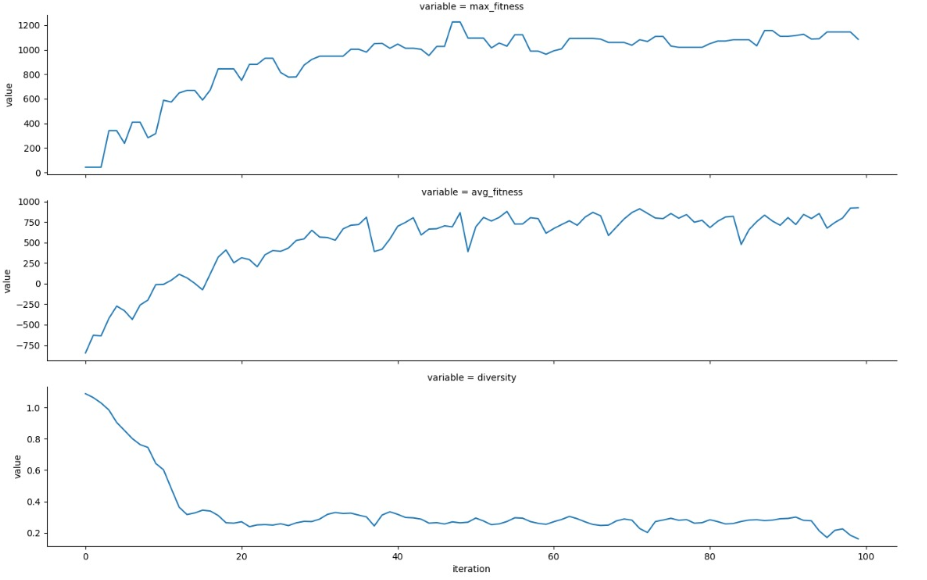 variable = max_fitness
1200
1000
800
600
400
200
0
value
variable = avg_fitness
1000
750
500
250
0
−250
−500
−750
value
variable = diversity
1.0
0.8
0.6
0.4
0.2
value
0 20 40 60 80 100
iteration